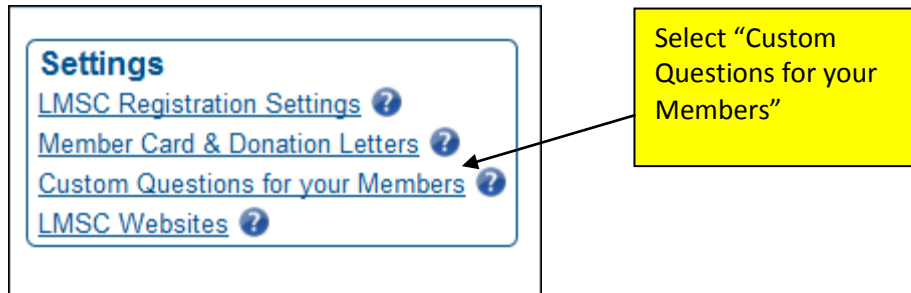 Settings
LMSC Registration Settings ?
Member Card & Donation Letters ?
Custom Questions for your Members ?
LMSC Websites ?
Select “Custom
Questions for your
Members”